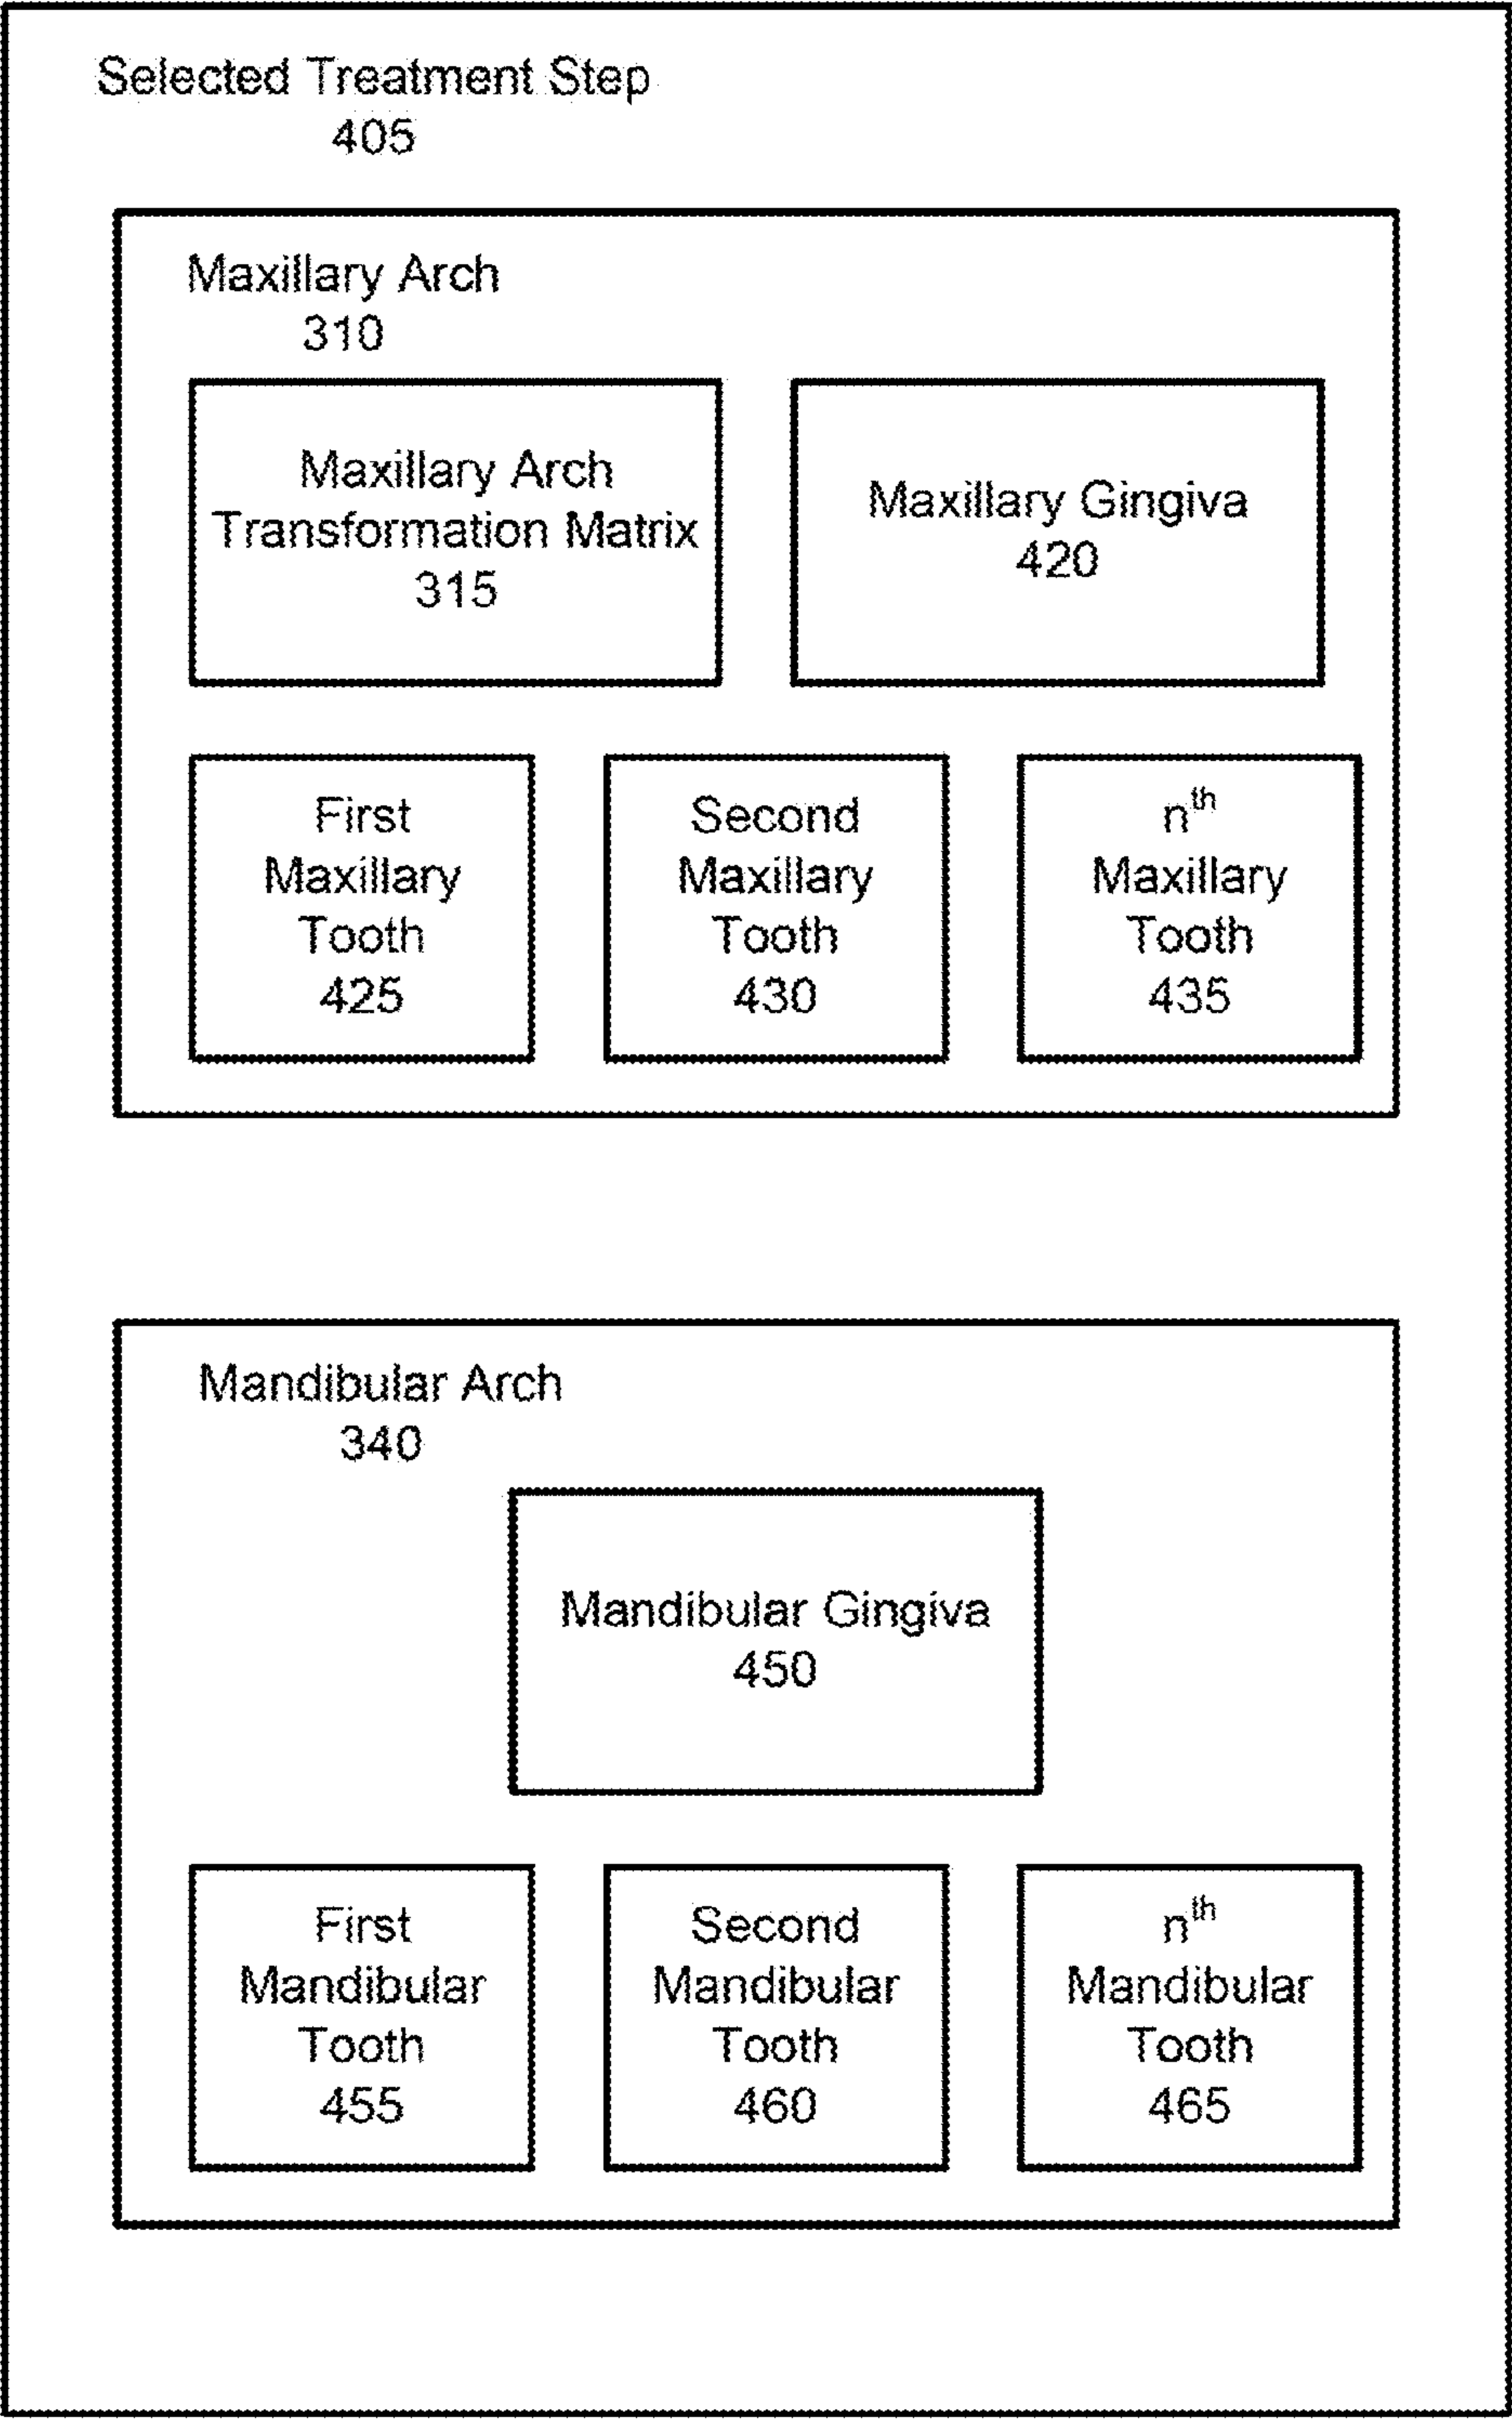 Selected Treatment Step
405
Maxillary Arch
310
Maxillary Arch
Transformation Matrix
315
Maxillary Gingiva
420
First
Maxillary
Tooth
425
Second
Maxillary
Tooth
430
nth
Maxillary
Tooth
435
Mandibular Arch
340
Mandibular Gingiva
450
First
Mandibular
Tooth
455
Second
Mandibular
Tooth
460
nth
Mandibular
Tooth
465